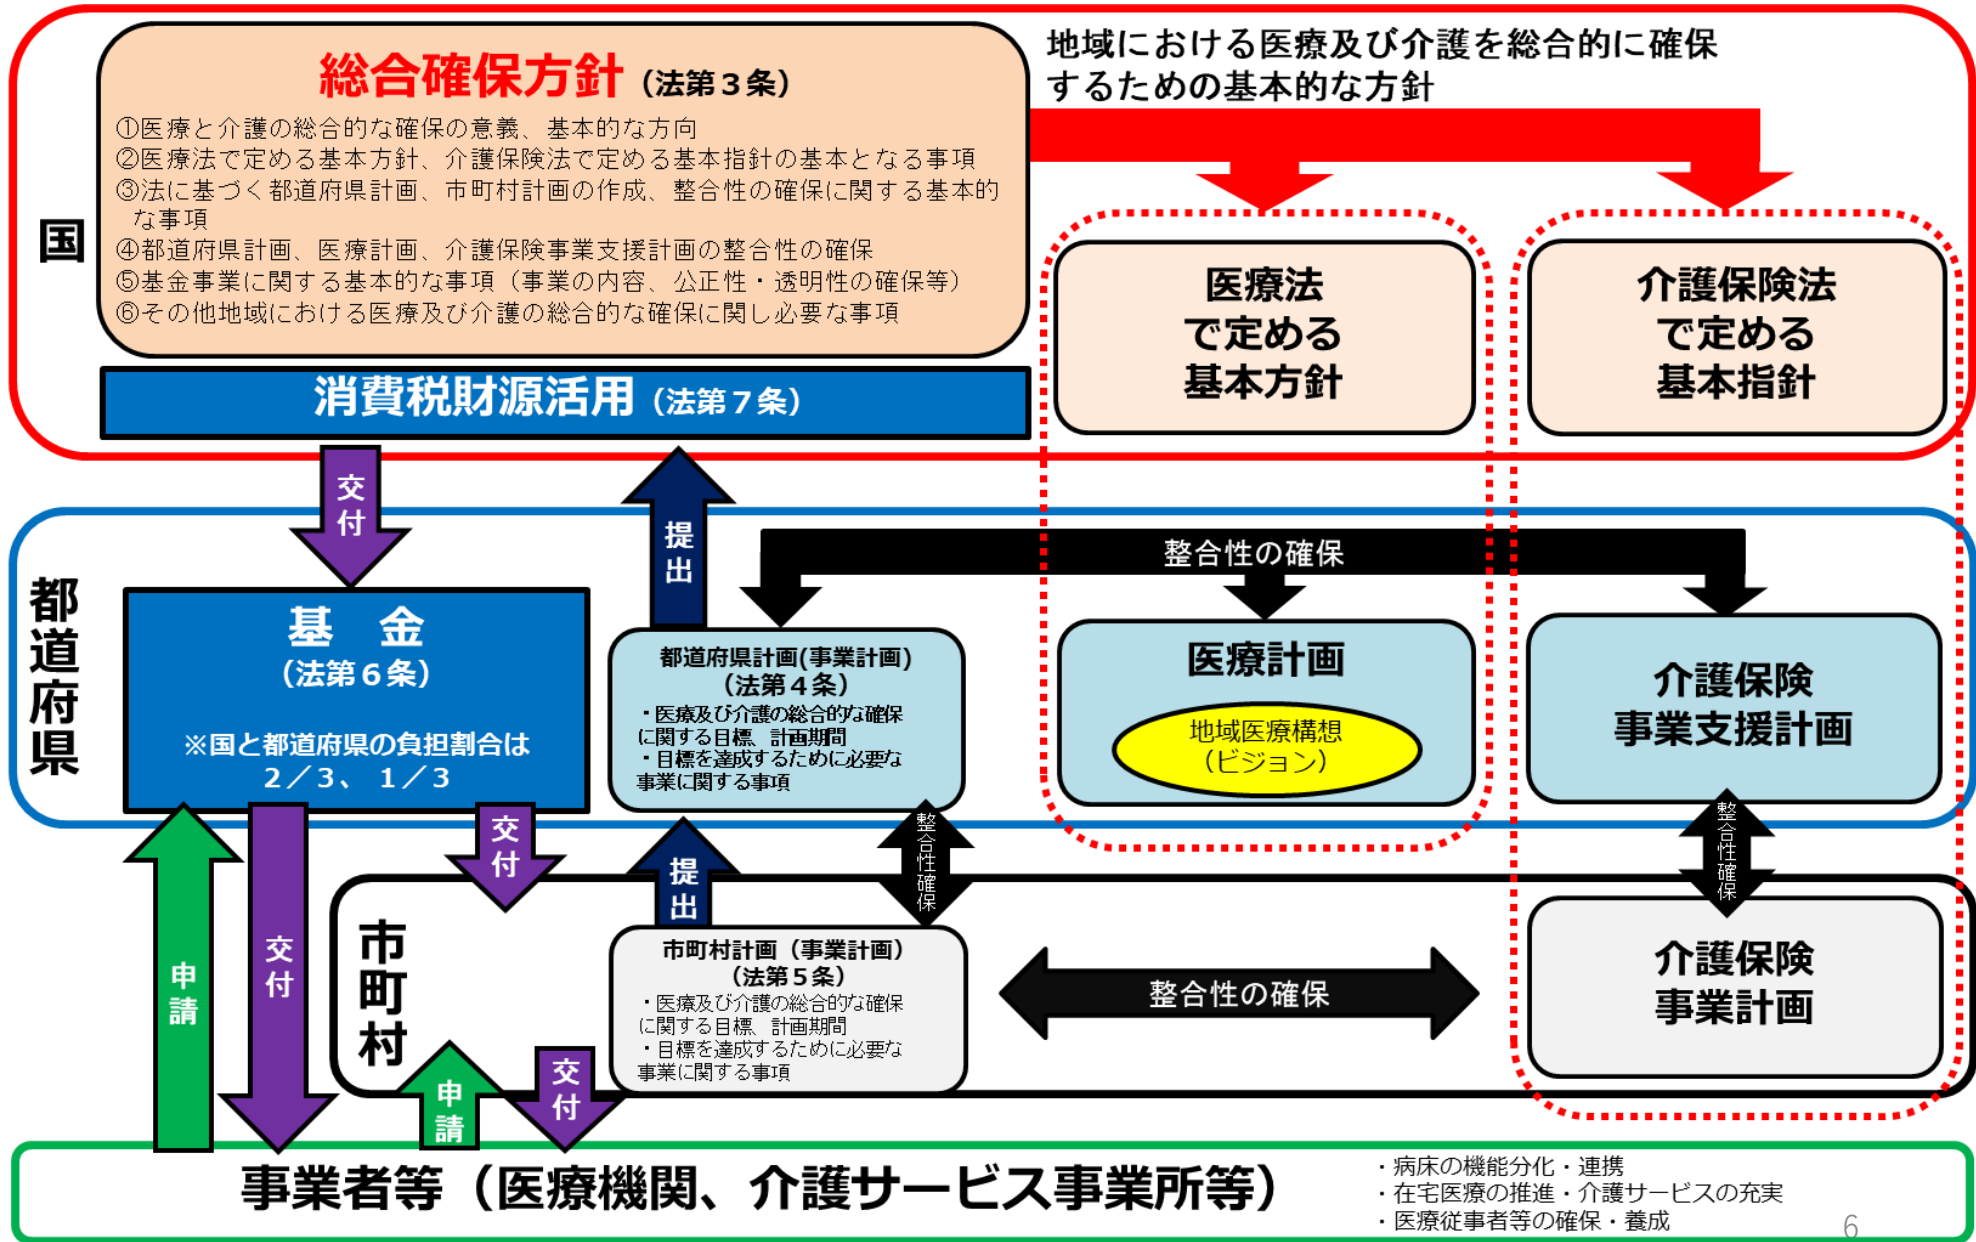 総合確保方針（法第３条）
①医療と介護の総合的な確保の意義、基本的な方向
②医療法で定める基本方針、介護保険法で定める基本指針の基本となる事項
③法に基づく都道府県計画、市町村計画の作成、整合性の確保に関する基本的
な事項
④都道府県計画、医療計画、介護保険事業支援計画の整合性の確保
⑤基金事業に関する基本的な事項（事業の内容、公正性・透明性の確保等）
⑥その他地域における医療及び介護の総合的な確保に関し必要な事項
地域における医療及び介護を総合的に確保
するための基本的な方針
国
医療法
で定める
基本方針
介護保険法
で定める
基本指針
消費税財源活用（法第７条）
交付
提出
整合性の確保
都道府県
基　金
（法第６条）
※国と都道府県の負担割合は
２／３、１／３
都道府県計画(事業計画)
（法第４条）
・医療及び介護の総合的な確保
に関する目標、計画期間
・目標を達成するために必要な
事業に関する事項
医療計画
地域医療構想
（ビジョン）
介護保険
事業支援計画
交付
提出
整合性確保
整合性確保
申請
交付
市町村
市町村計画（事業計画）
（法第５条）
・医療及び介護の総合的な確保
に関する目標、計画期間
・目標を達成するために必要な
事業に関する事項
整合性の確保
介護保険
事業計画
申請
交付
事業者等（医療機関、介護サービス事業所等）
・病床の機能分化・連携
・在宅医療の推進・介護サービスの充実
・医療従事者等の確保・養成
6